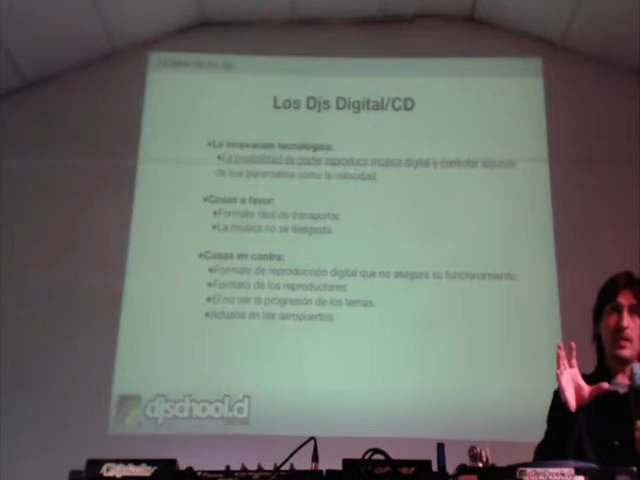 Los Djs Digital/CD
•La innovación tecnológica:
•La posibilidad de poder reproducir música digital y controlar algunos
de sus parámetros como la velocidad.
•Cosas a favor:
•Formato fácil de transportar.
•La música no se desgasta.
•Cosas en contra:
•Formato de reproducción digital que no asegura su funcionamiento.
•Formato de los reproductores
•El no ver la progresión de los temas.
•Aduana en los aeropuertos.
djschool.cl
Pioneer